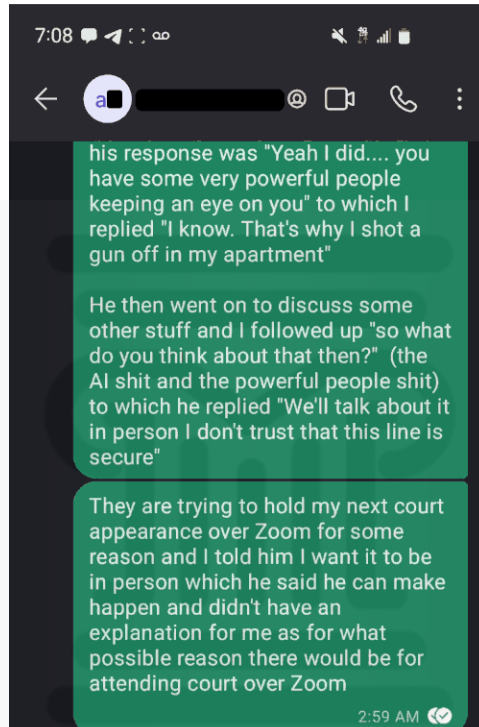 7:08
a
his response was "Yeah I did.... you
have some very powerful people
keeping an eye on you" to which I
replied "I know. That's why I shot a
gun off in my apartment"
He then went on to discuss some
other stuff and I followed up "so what
do you think about that then?"  (the
AI shit and the powerful people shit)
to which he replied "We'll talk about it
in person I don't trust that this line is
secure"
They are trying to hold my next court
appearance over Zoom for some
reason and I told him I want it to be
in person which he said he can make
happen and didn't have an
explanation for me as for what
possible reason there would be for
attending court over Zoom
2:59 AM